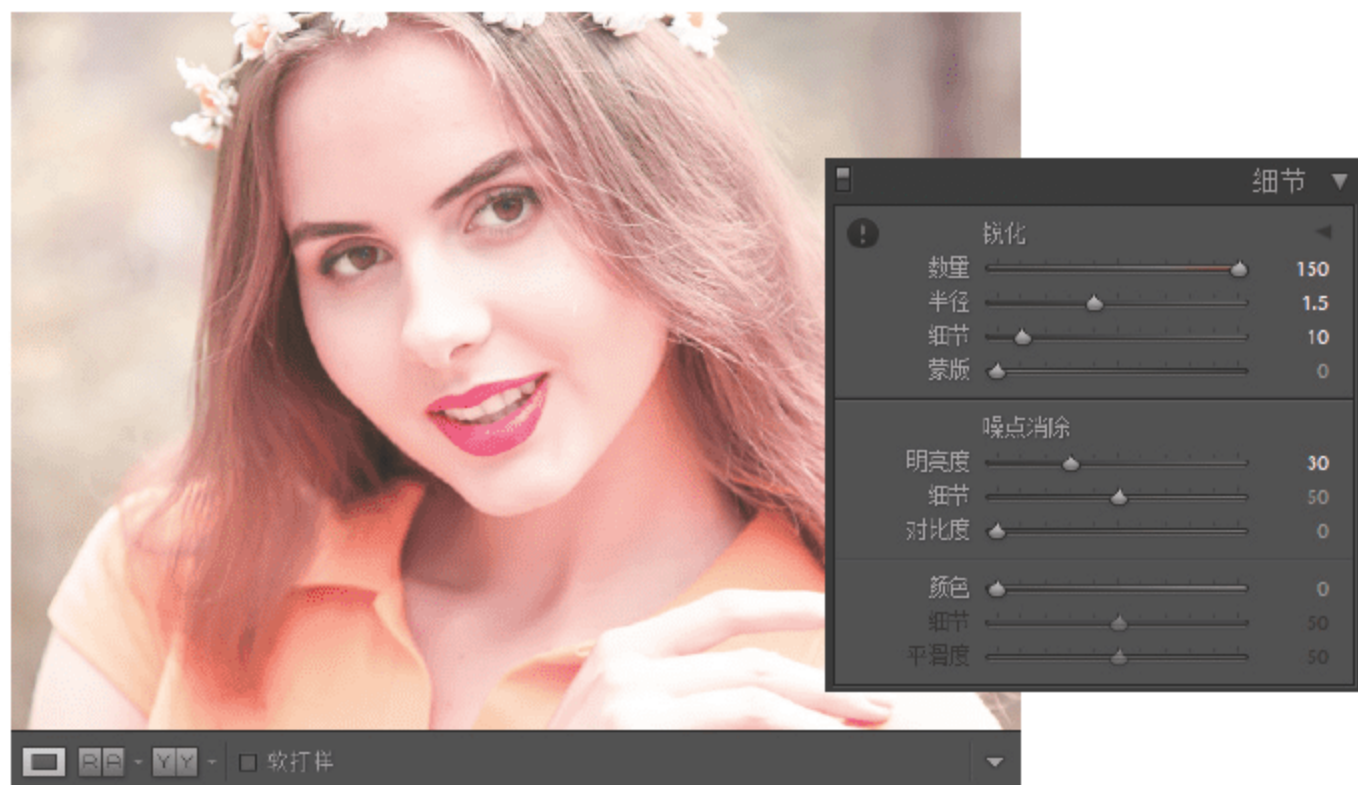 细节
锐化
数量 150
半径 1.5
细节 10
蒙版 0
噪点消除
明亮度 30
细节 50
对比度 0
颜色 0
细节 50
平滑度 50
RA YY 软打样